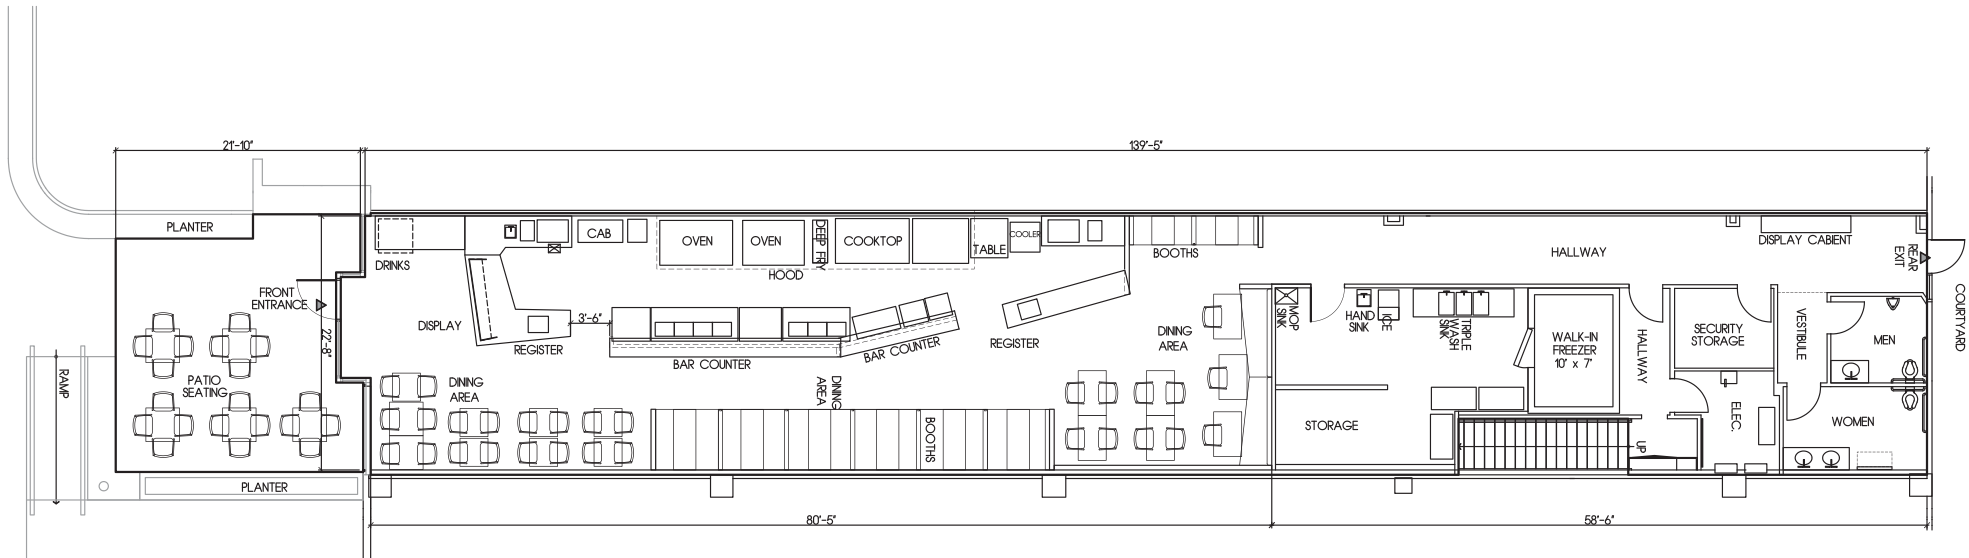 21'-10"
139'-5"
PLANTER
DRINKS
CAB
OVEN
OVEN
DEEP FRY
COOKTOP
TABLE
COOLER
HOOD
BOOTHS
HALLWAY
DISPLAY CABIENT
REAR
EXIT
COURTYARD
FRONT
ENTRANCE
22'-8"
DISPLAY
REGISTER
3'-6"
BAR COUNTER
BAR COUNTER
REGISTER
DINING
AREA
MOP
SINK
HAND
SINK
ICE
TRIPLE
WASH
SINK
WALK-IN
FREEZER
10' x 7'
HALLWAY
SECURITY
STORAGE
VESTIBULE
MEN
RAMP
PATIO
SEATING
DINING
AREA
DINING
AREA
BOOTHS
STORAGE
UP
ELEC.
WOMEN
PLANTER
80'-5"
58'-6"